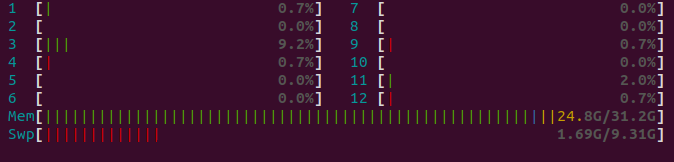 1 [| 0.7%] 7 [ 0.0%]
2 [ 0.0%] 8 [ 0.0%]
3 [||| 9.2%] 9 [| 0.0%]
4 [| 0.7%] 10 [ 0.0%]
5 [ 0.0%] 11 [| 2.0%]
6 [ 0.0%] 12 [| 0.7%]
Mem[|||||||||||||||||||||||||||||||||||||||||||||||||||||||||24.8G/31.2G]
Swp[||||||||||||| 1.69G/9.31G]